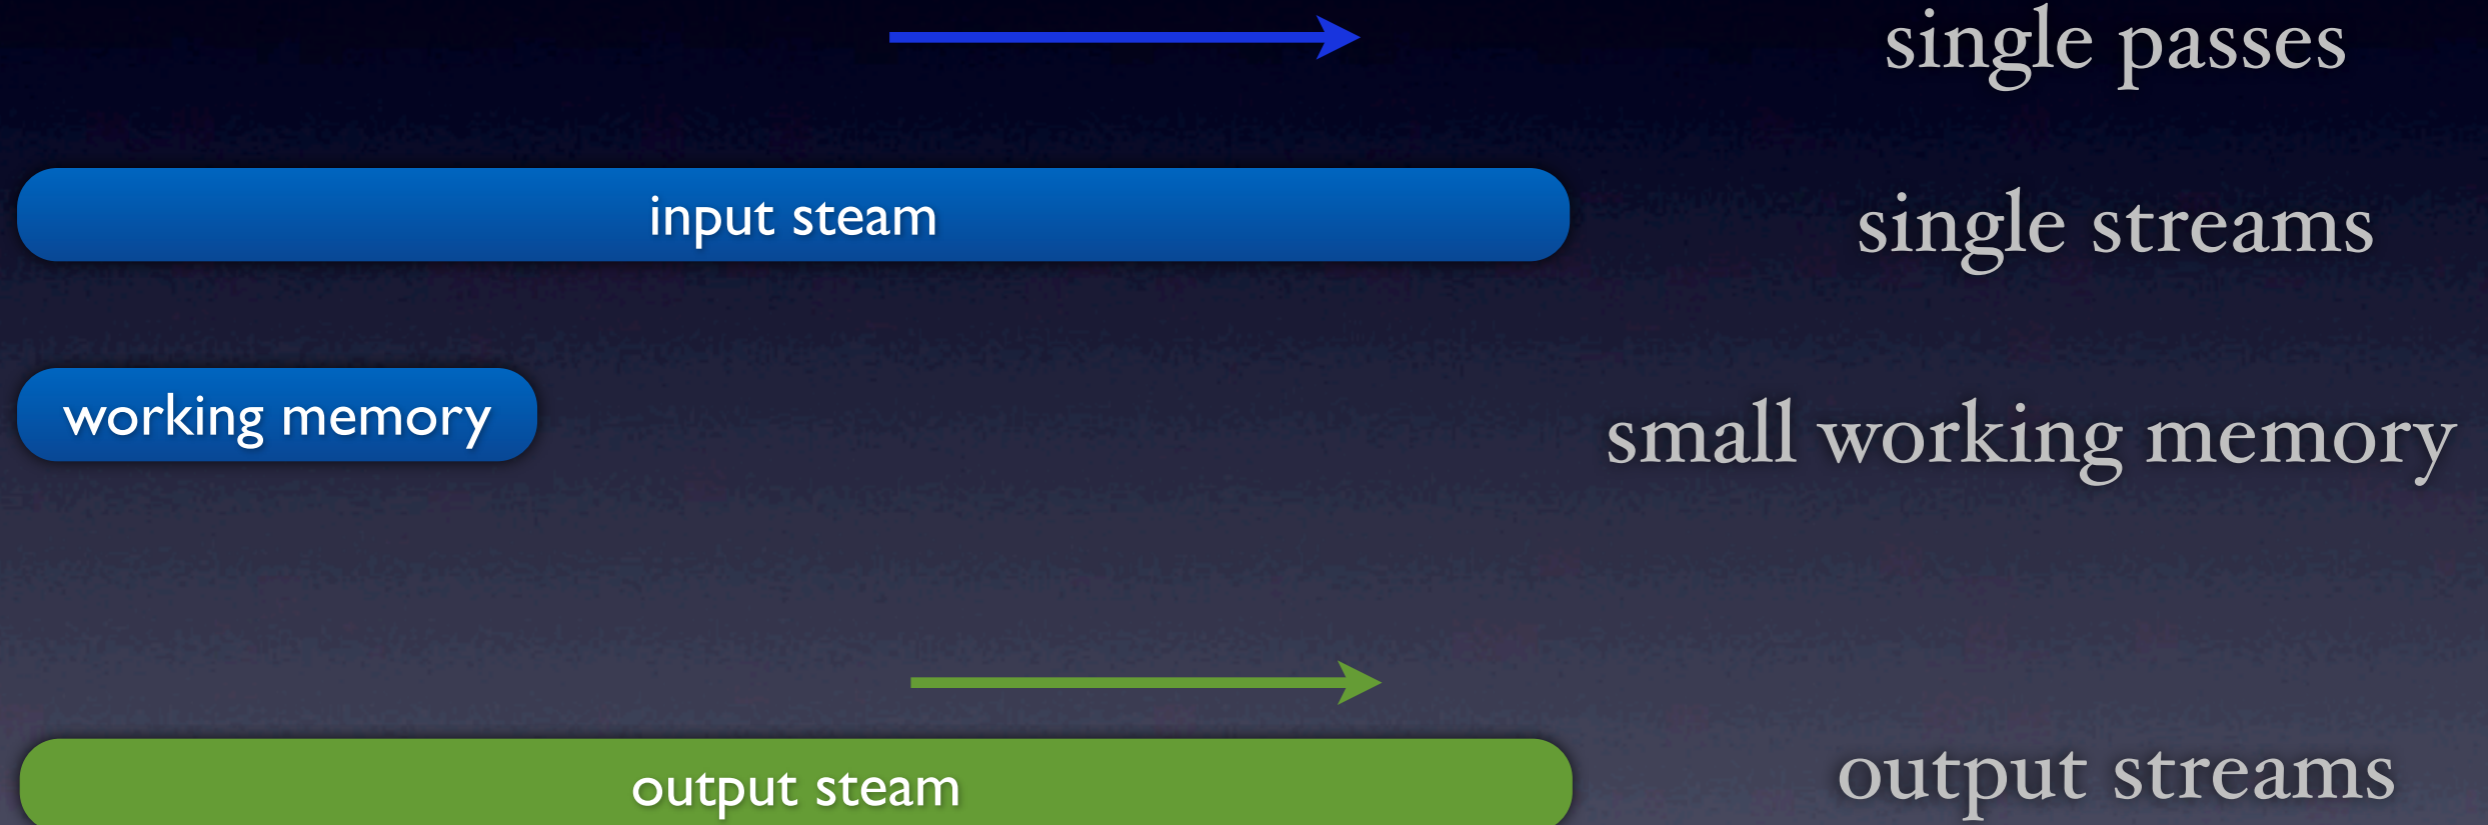 single passes
input steam
single streams
working memory
small working memory
output steam
output streams